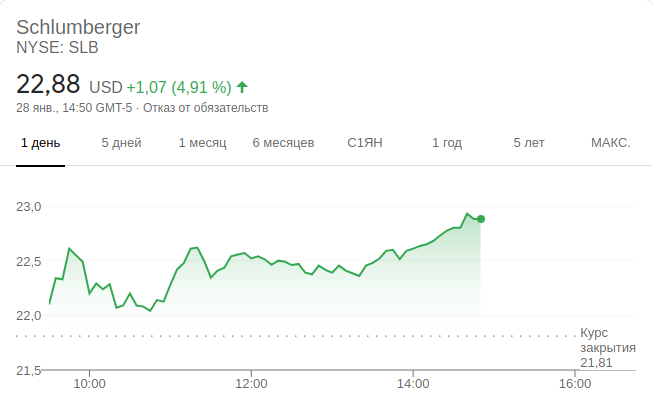 Schlumberger
NYSE: SLB
22,88 USD +1,07 (4,91 %)
28 янв., 14:50 GMT-5 · Отказ от обязательств
1 день 5 дней 1 месяц 6 месяцев С1ЯН 1 год 5 лет МАКС.
23,0
22,5
22,0
Курс
закрытия
21,81
21,5
10:00 12:00 14:00 16:00